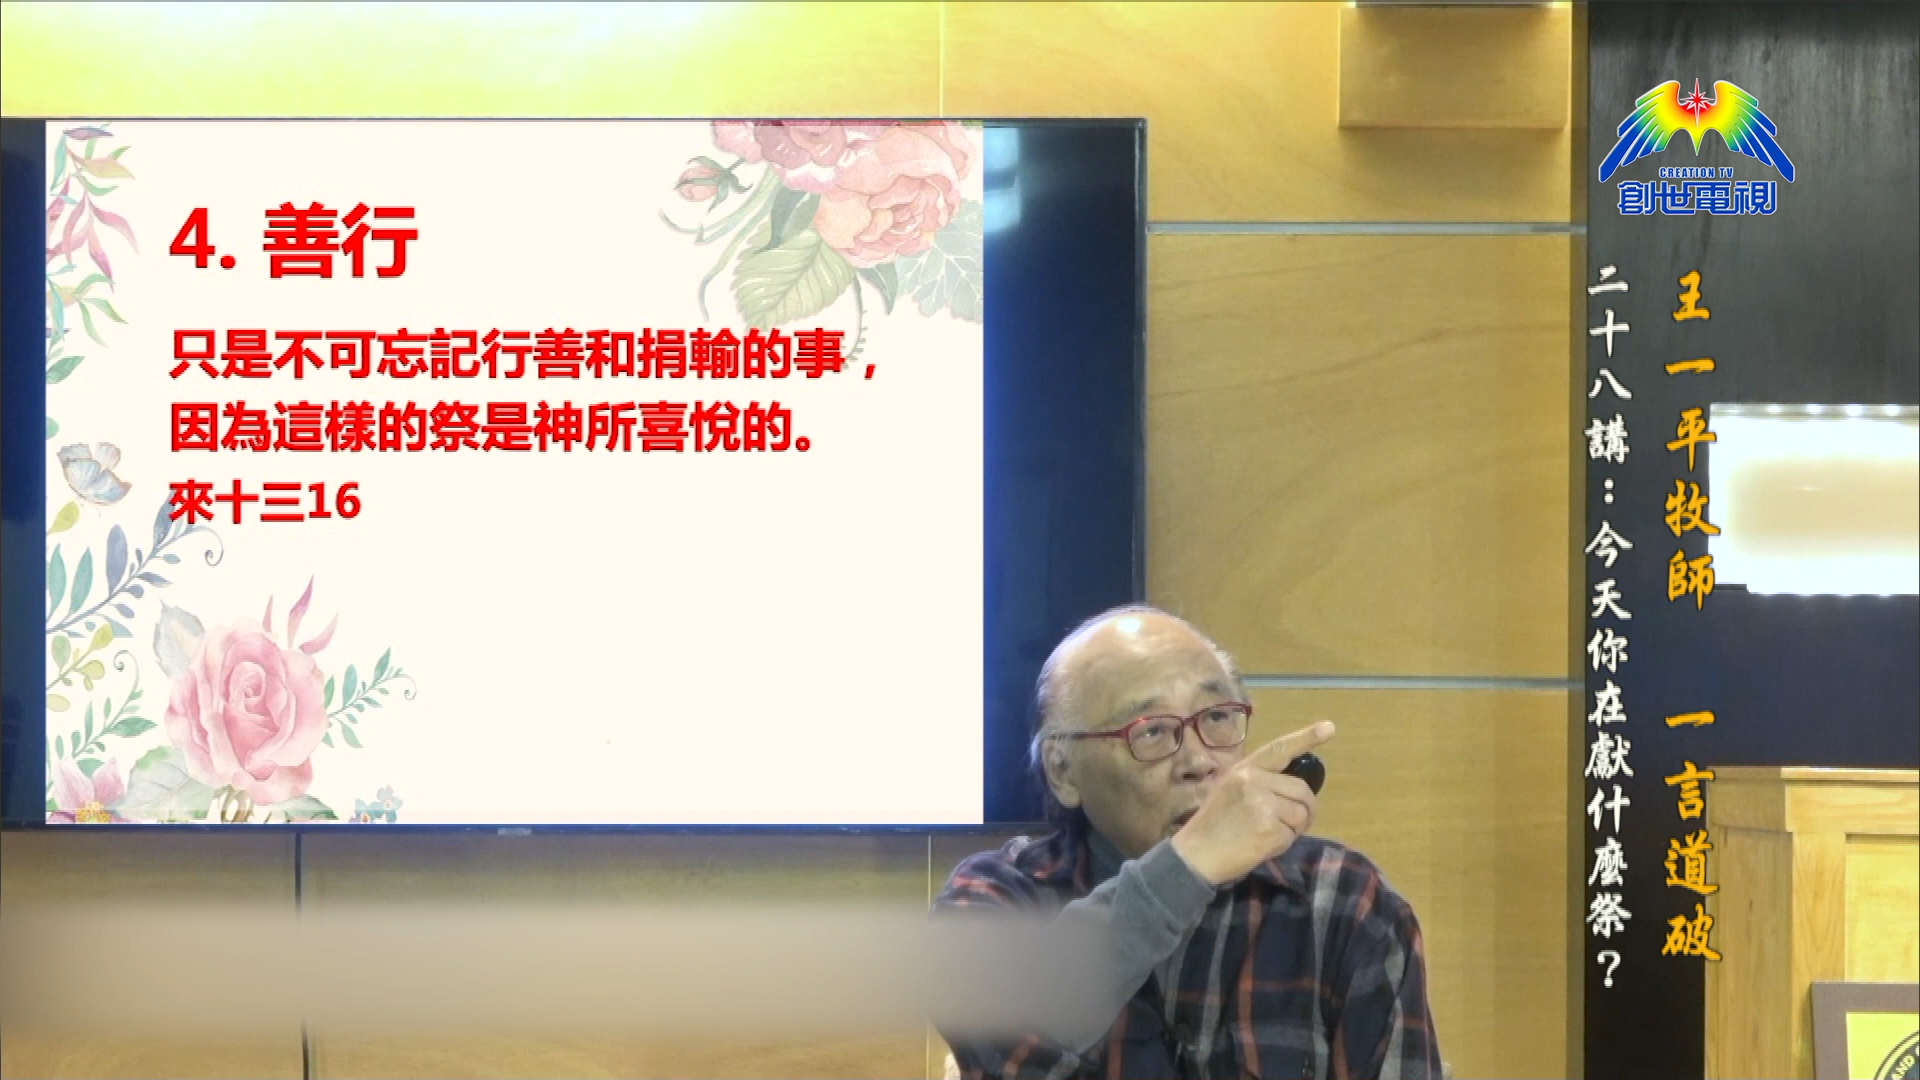 4. 善行
只是不可忘記行善和捐輸的事，
因為這樣的祭是神所喜悅的。
來十三16
CREATION TV
創世電視
王一平牧師 一言道破
二十八講：今天你在獻什麼祭？
AND